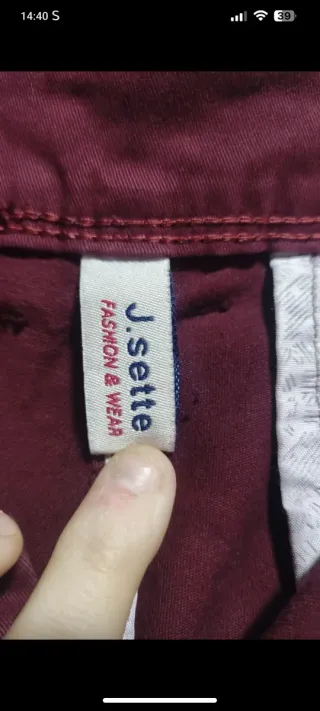 14:40 S
39
J.sette
FASHION & WEAR